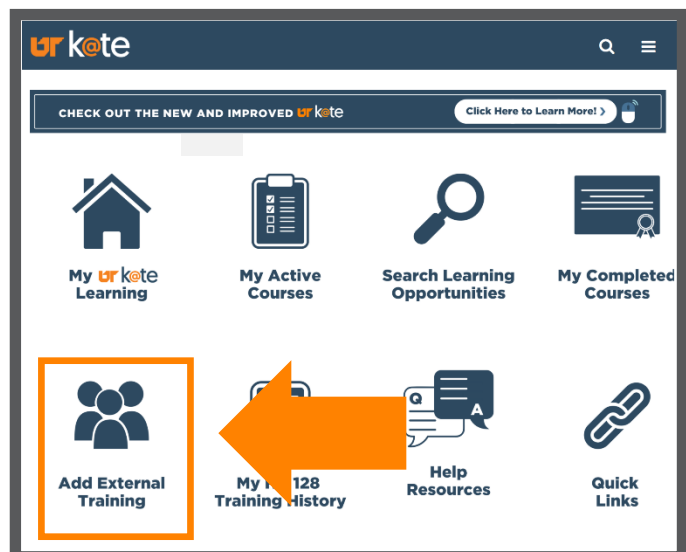 UT k@te
CHECK OUT THE NEW AND IMPROVED UT k@te
Click Here to Learn More! >
My UT k@te
Learning
My Active
Courses
Search Learning
Opportunities
My Completed
Courses
Q
A
Add External
Training
My 128
Training History
Help
Resources
Quick
Links